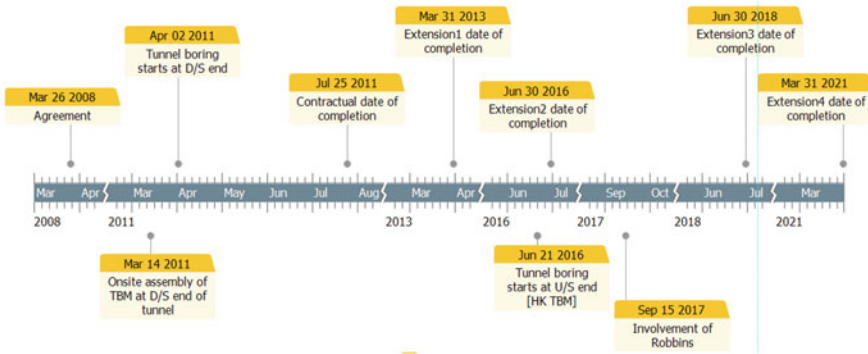 Mar 26 2008
Agreement
Apr 02 2011
Tunnel boring
starts at D/S end
Jul 25 2011
Contractual date of
completion
Mar 31 2013
Extension1 date of
completion
Jun 30 2016
Extension2 date of
completion
Jun 30 2018
Extension3 date of
completion
Mar 31 2021
Extension4 date of
completion
Mar Apr Mar Apr May Jun Jul Aug Mar Apr Jun Jul Sep Oct Jun Jul Mar
2008 2011 2013 2016 2017 2018 2021
Mar 14 2011
Onsite assembly of
TBM at D/S end of
tunnel
Jun 21 2016
Tunnel boring
starts at U/S end
[HK TBM]
Sep 15 2017
Involvement of
Robbins